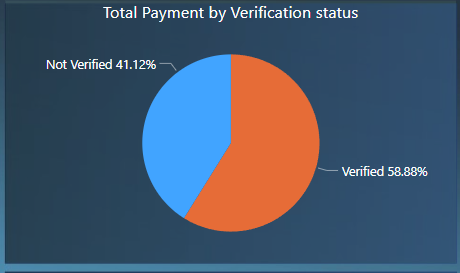 Total Payment by Verification status
Not Verified 41.12%
Verified 58.88%